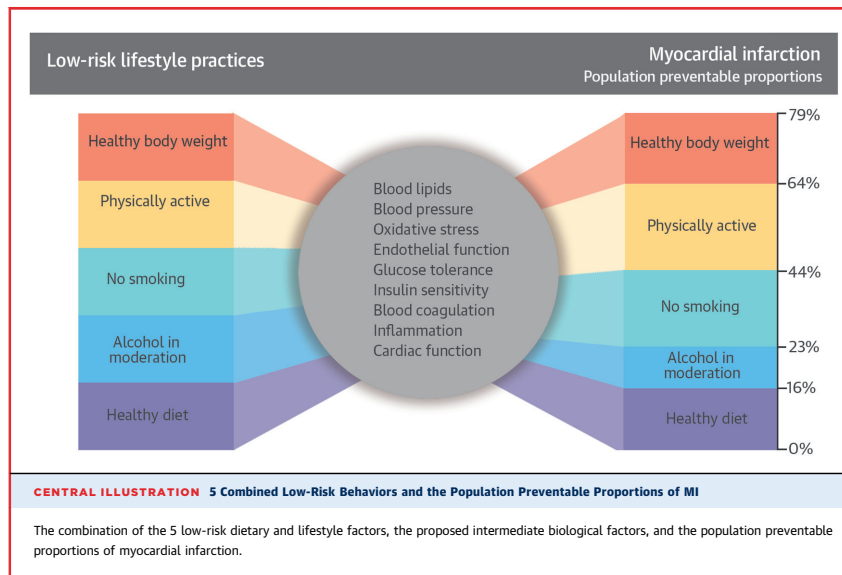 Low-risk lifestyle practices
Myocardial infarction
Population preventable proportions
Healthy body weight
Physically active
No smoking
Alcohol in
moderation
Healthy diet
Blood lipids
Blood pressure
Oxidative stress
Endothelial function
Glucose tolerance
Insulin sensitivity
Blood coagulation
Inflammation
Cardiac function
Healthy body weight
Physically active
No smoking
Alcohol in
moderation
Healthy diet
79%
64%
44%
23%
16%
0%
CENTRAL ILLUSTRATION 5 Combined Low-Risk Behaviors and the Population Preventable Proportions of MI
The combination of the 5 low-risk dietary and lifestyle factors, the proposed intermediate biological factors, and the population preventable
proportions of myocardial infarction.